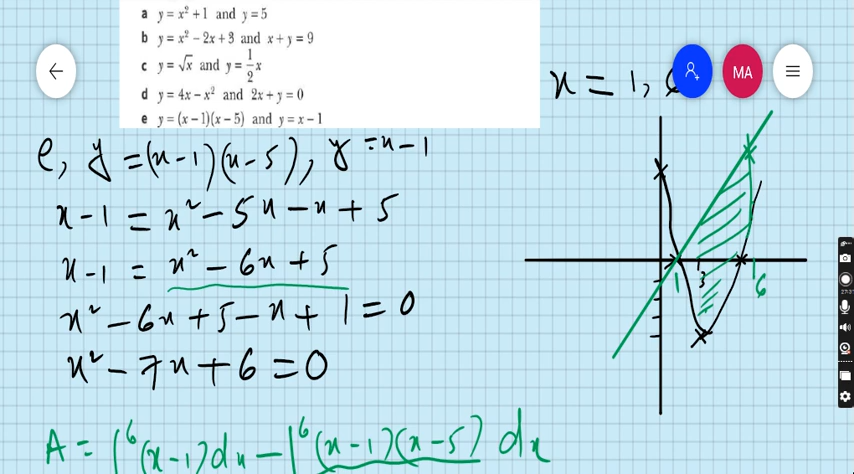 a y = x² + 1 and y = 5
b y = x² − 2x + 3 and x + y = 9
c y = √x and y = 1/2 x
d y = 4x − x² and 2x + y = 0
e y = (x − 1)(x − 5) and y = x − 1
x = 1,
MA
e, y = (x-1)(x-5), y = x-1
x-1 = x² - 5x - x + 5
x-1 = x² - 6x + 5
x² - 6x + 5 - x + 1 = 0
x² - 7x + 6 = 0
1 3 6
A = ∫₁⁶ (x-1)dx - ∫₁⁶ (x-1)(x-5) dx